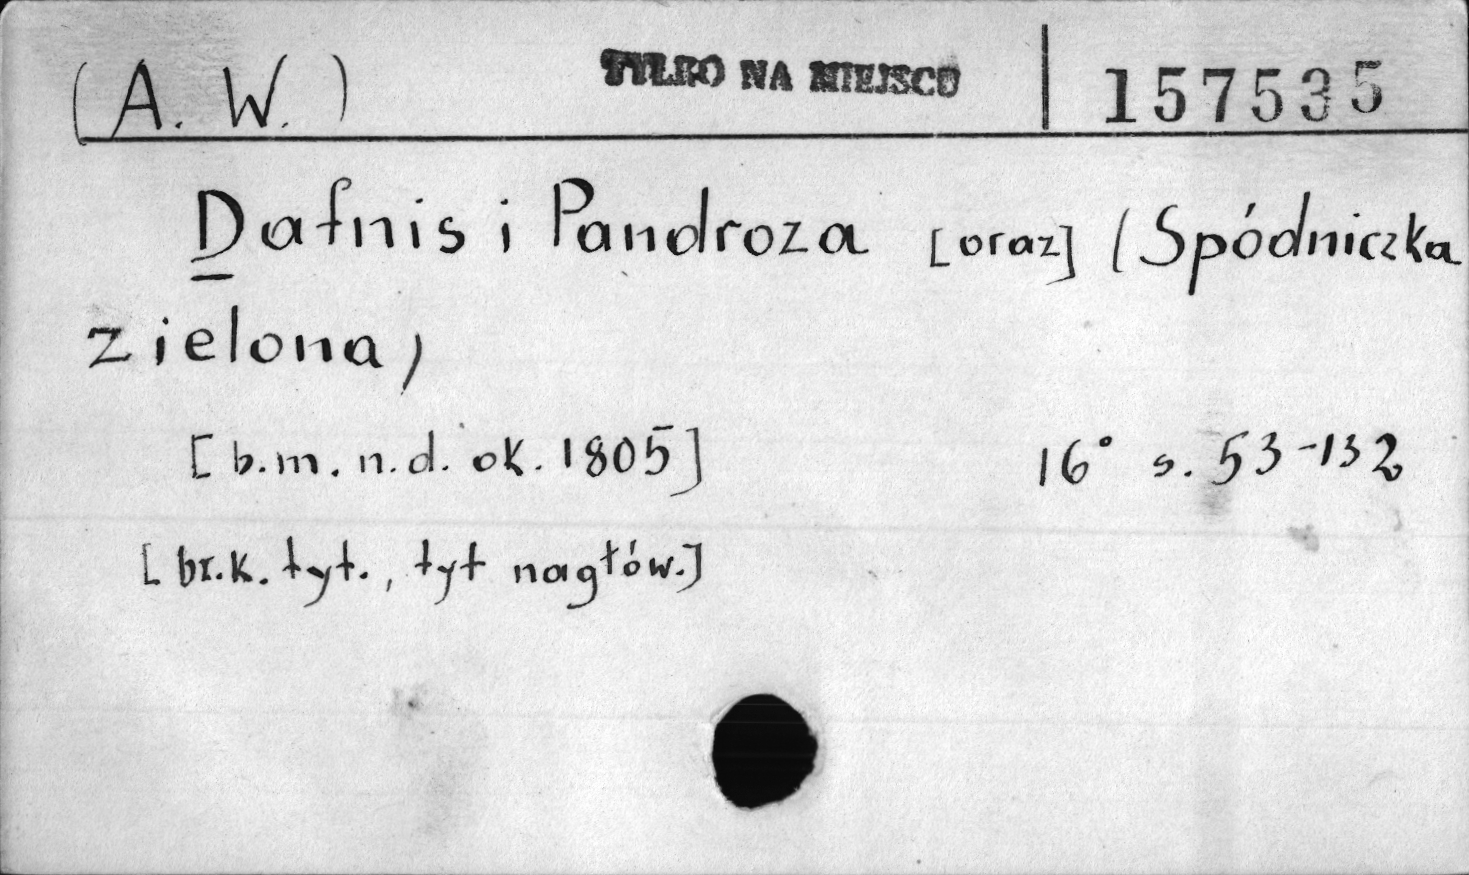 (A. W.) TYLKO NA MIEJSCU 157535
Dafnis i Pandroza [oraz] (Spódniczka
zielona)
[b.m. n.d. ok. 1805] 16° s. 53-132
[br.k. tyt., tyt nagłów.]